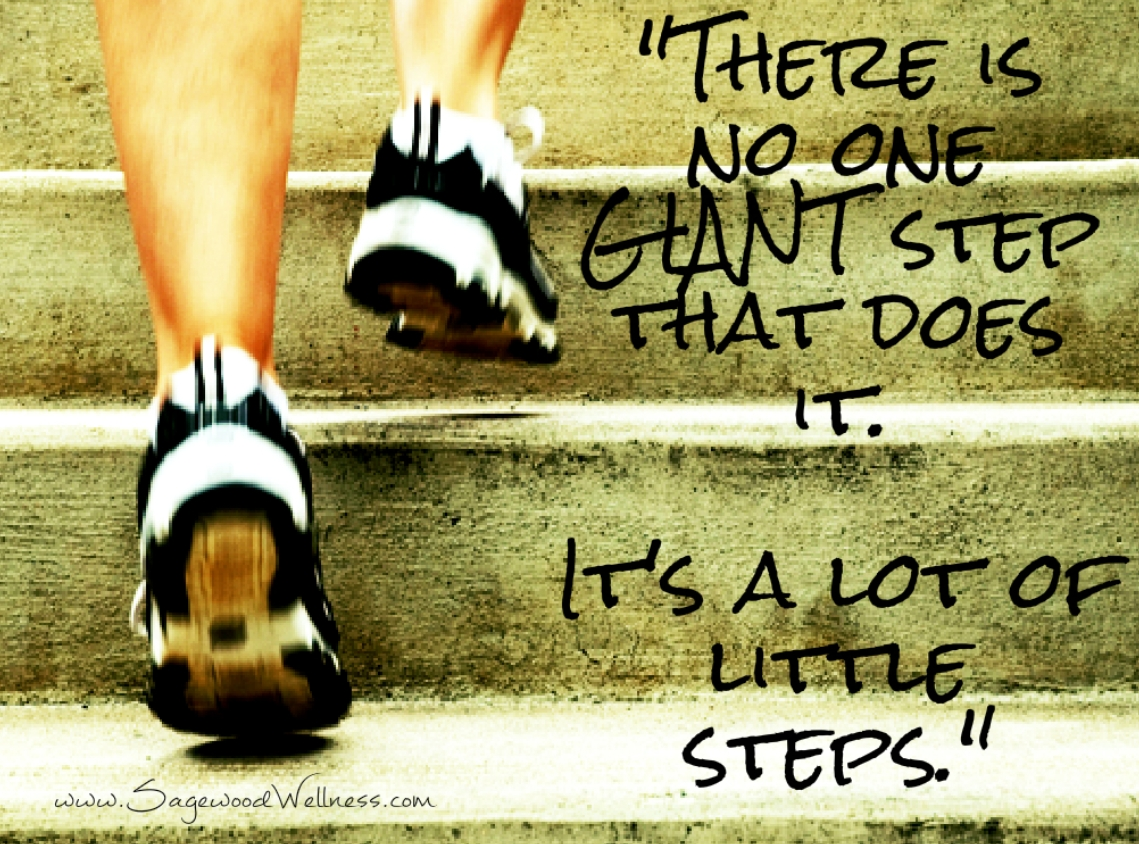 "There is
no one
GIANT step
that does
it.
It's a lot of
little
steps."
www.SagewoodWellness.com